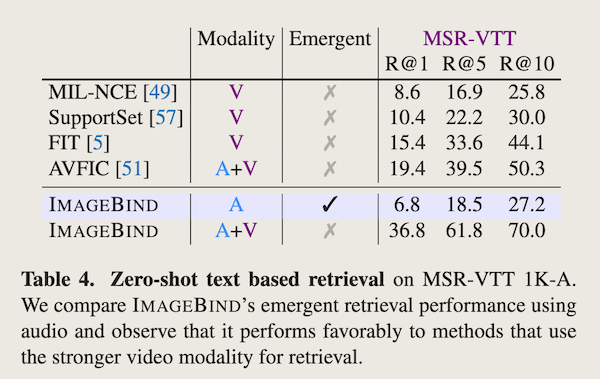 Modality Emergent MSR-VTT
R@1 R@5 R@10
MIL-NCE [49] V ✗ 8.6 16.9 25.8
SupportSet [57] V ✗ 10.4 22.2 30.0
FIT [5] V ✗ 15.4 33.6 44.1
AVFIC [51] A+V ✗ 19.4 39.5 50.3
IMAGEBIND A ✓ 6.8 18.5 27.2
IMAGEBIND A+V ✗ 36.8 61.8 70.0
Table 4. Zero-shot text based retrieval on MSR-VTT 1K-A.
We compare IMAGEBIND's emergent retrieval performance using
audio and observe that it performs favorably to methods that use
the stronger video modality for retrieval.